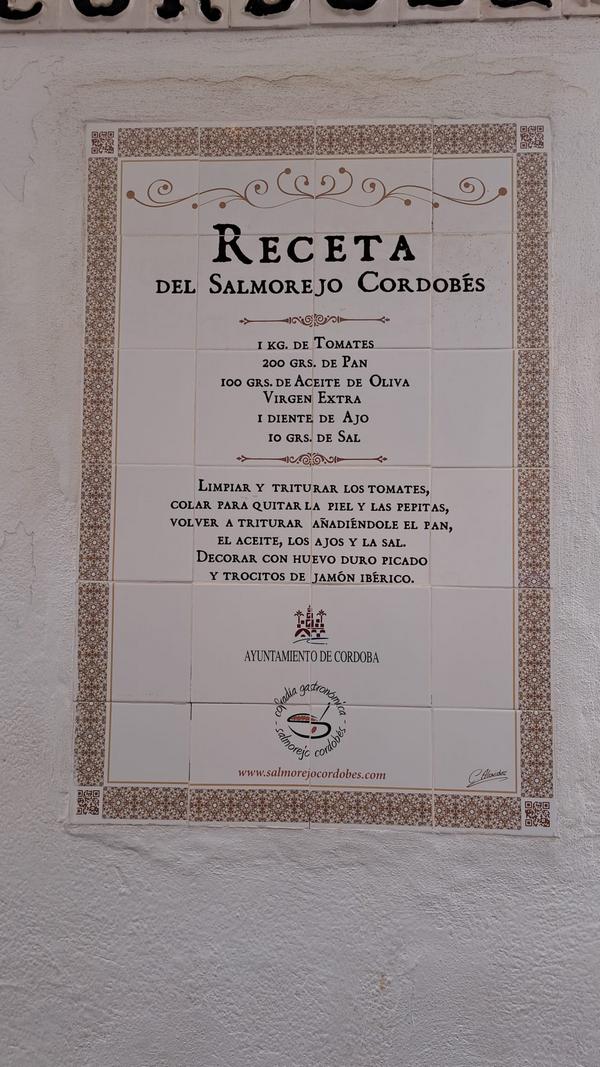 Receta
del Salmorejo Cordobés
1 kg. de Tomates
200 grs. de Pan
100 grs. de Aceite de Oliva
Virgen Extra
1 diente de Ajo
10 grs. de Sal
Limpiar y triturar los tomates,
colar para quitar la piel y las pepitas,
volver a triturar añadiéndole el pan,
el aceite, los ajos y la sal.
Decorar con huevo duro picado
y trocitos de jamón ibérico.
AYUNTAMIENTO DE CORDOBA
cofradía gastronómica
- salmorejo cordobés -
www.salmorejocordobes.com